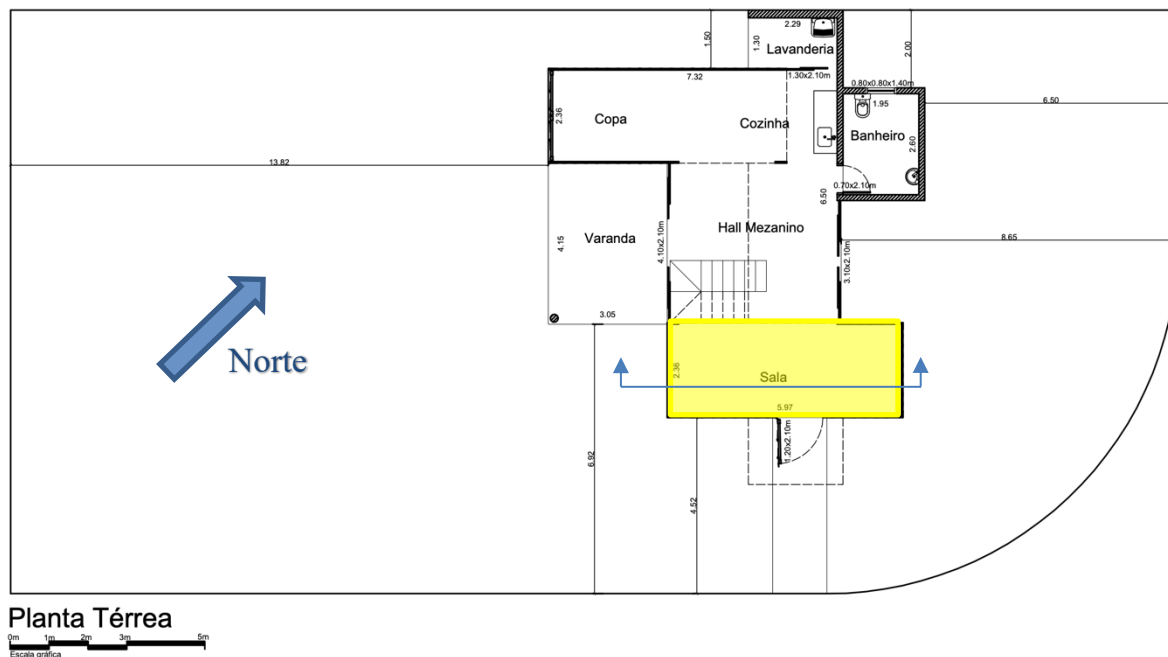 2.29
Lavanderia
1.50
1.30
2.00
7.32
1.30x2.10m
0.80x0.80x1.40m
1.95
6.50
2.36
Copa
Cozinha
Banheiro
2.60
13.82
0.70x2.10m
6.50
Hall Mezanino
Varanda
4.15
4.10x2.10m
3.10x2.10m
8.65
3.05
Norte
2.36
Sala
5.97
1.20x2.10m
6.92
4.52
Planta Térrea
0m 1m 2m 3m 5m
Escala gráfica